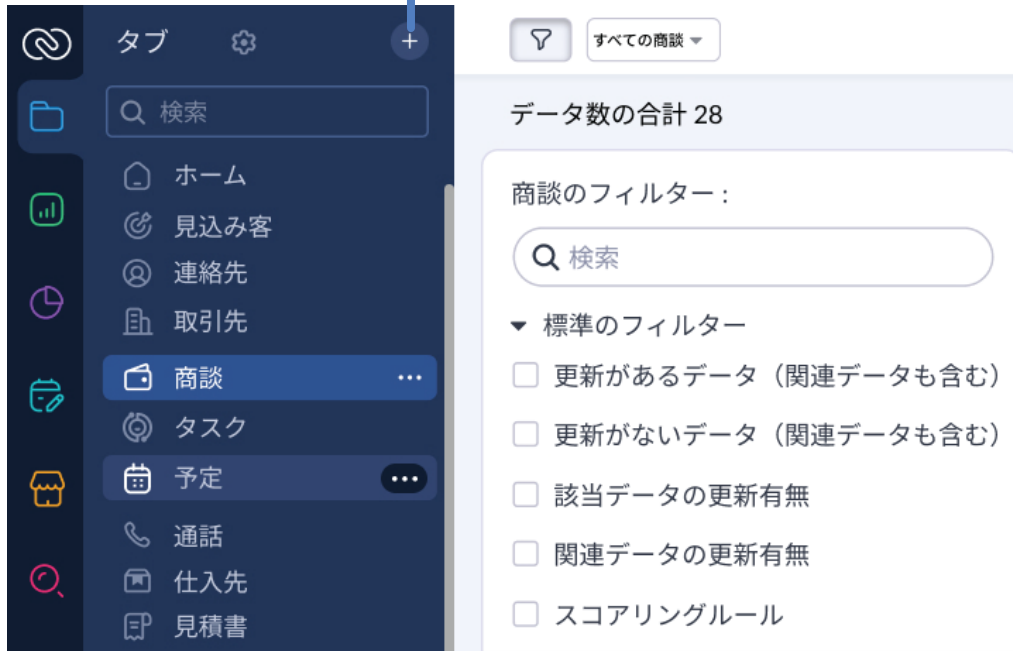 タブ
検索
ホーム
見込み客
連絡先
取引先
商談
タスク
予定
通話
仕入先
見積書
すべての商談
データ数の合計 28
商談のフィルター :
検索
標準のフィルター
更新があるデータ（関連データも含む）
更新がないデータ（関連データも含む）
該当データの更新有無
関連データの更新有無
スコアリングルール